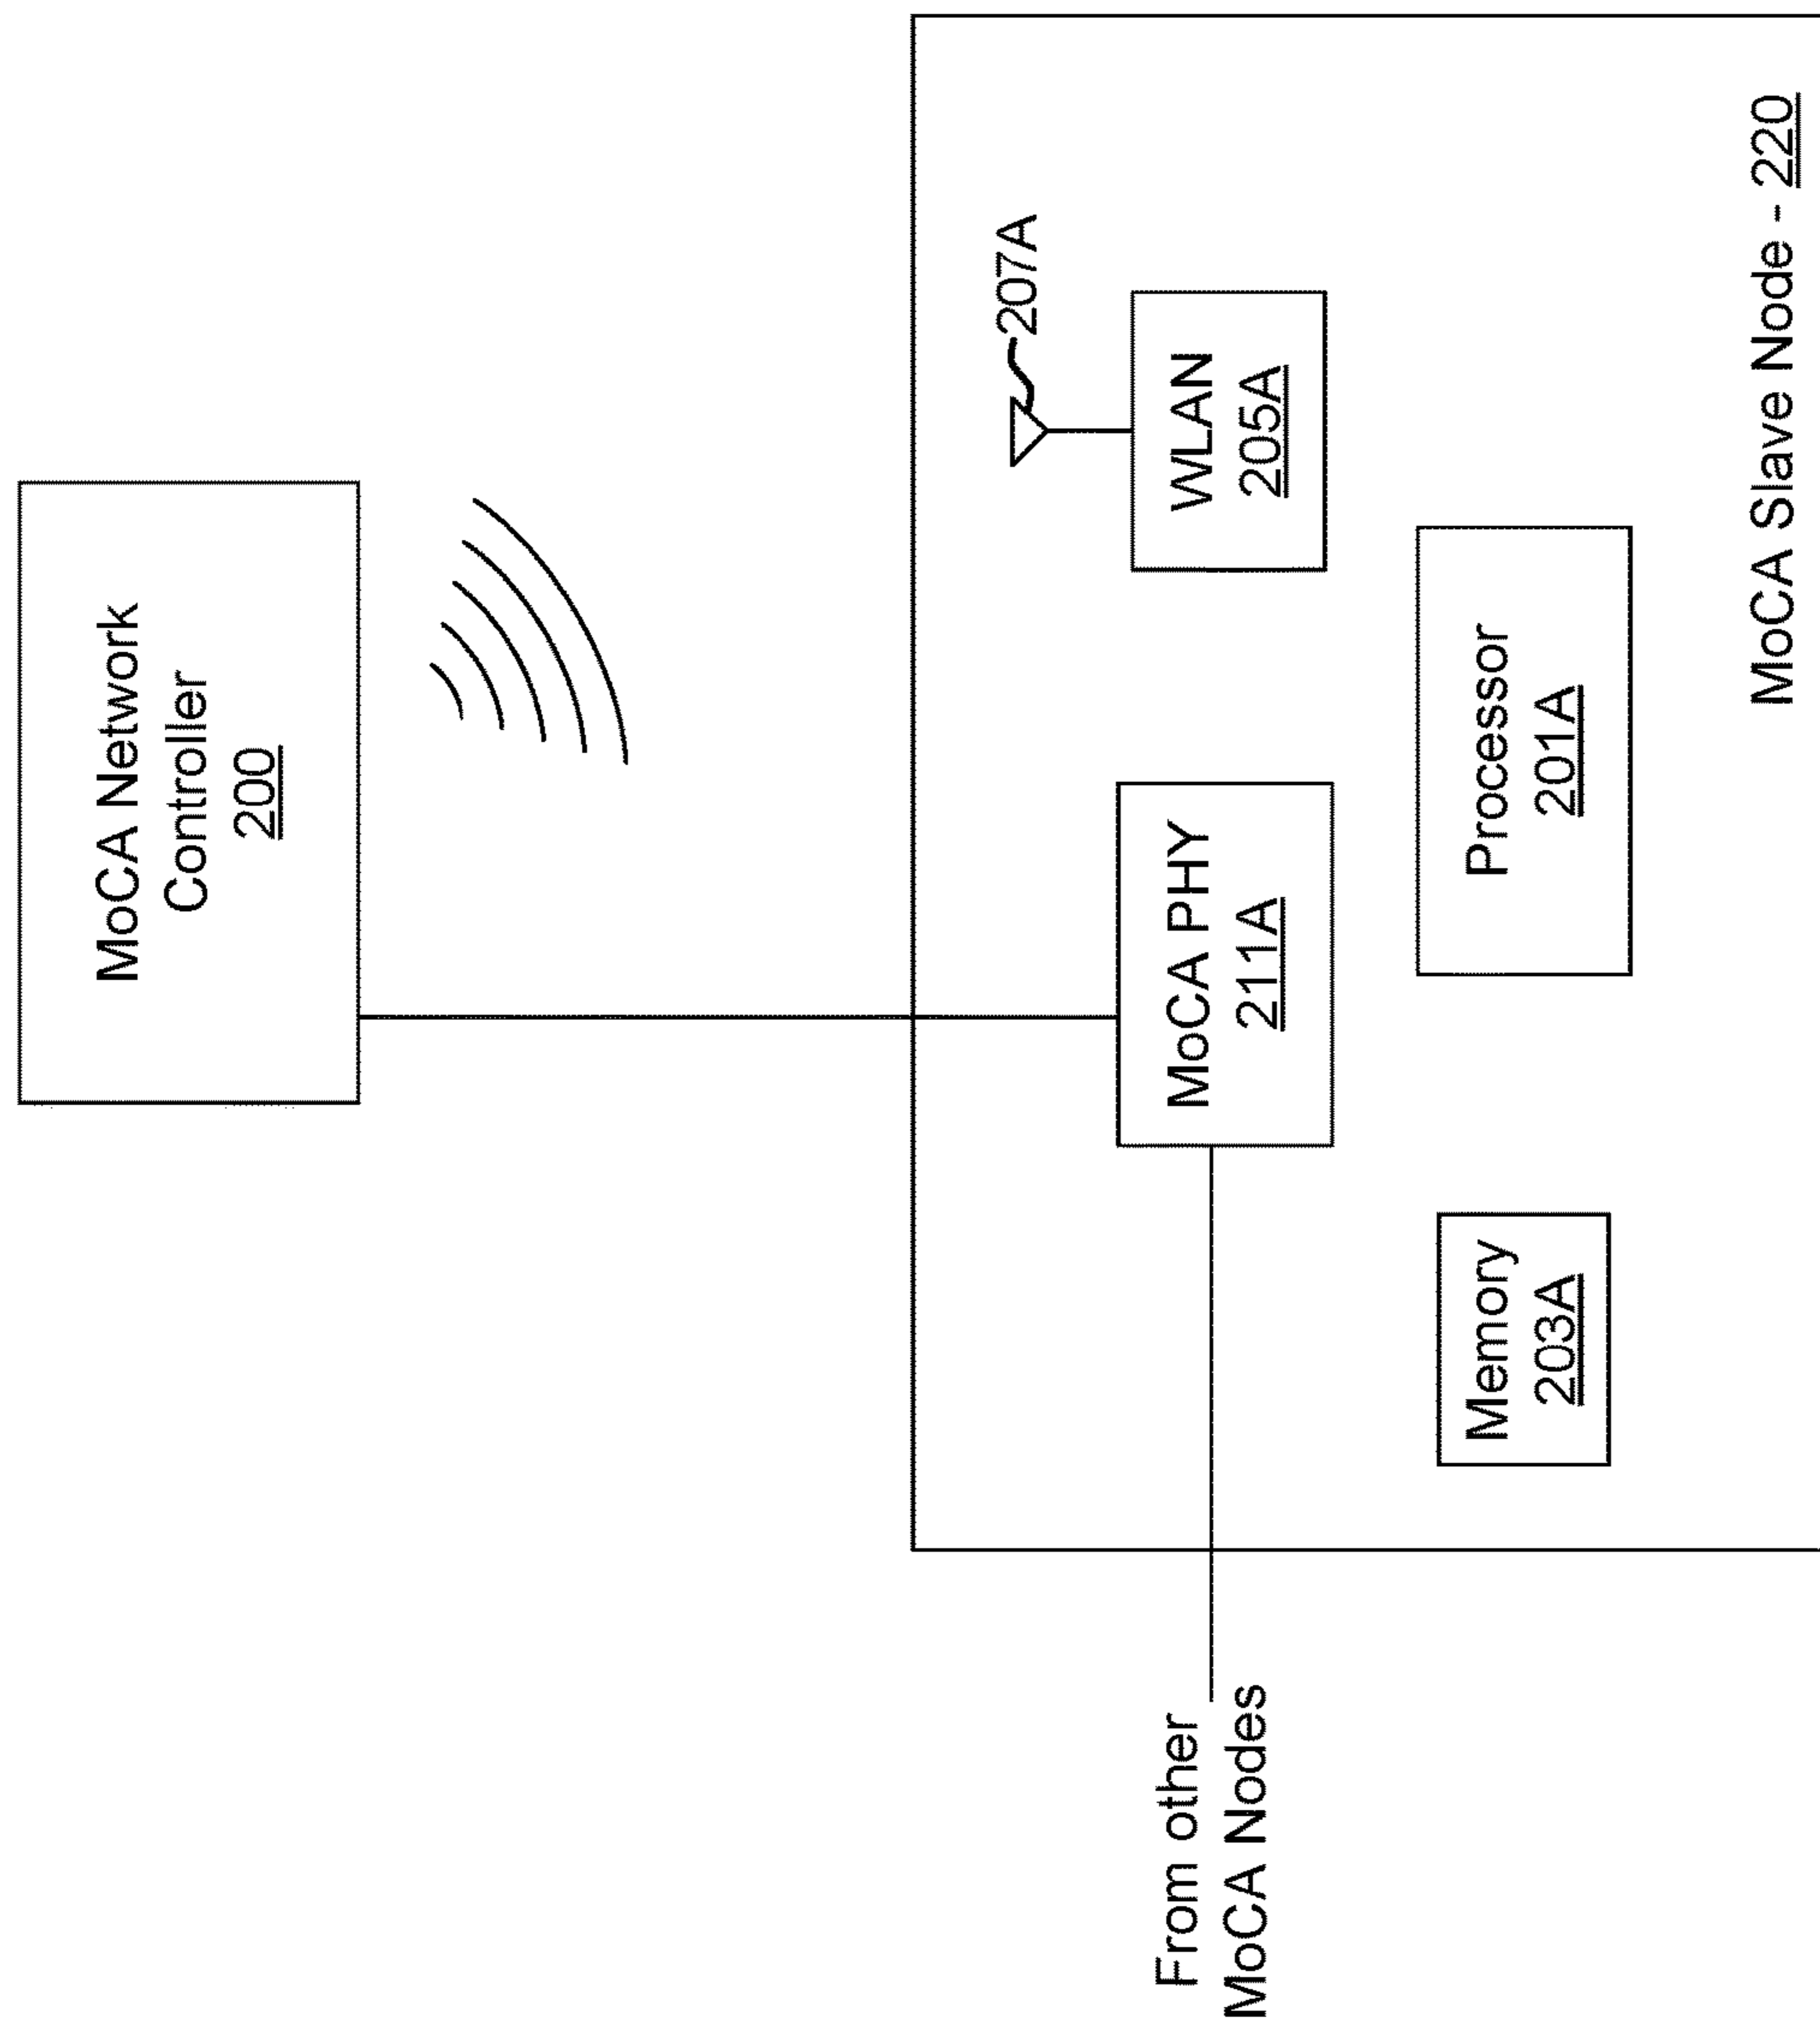 MoCA Network
Controller
200
207A
WLAN
205A
MoCA PHY
211A
From other
MoCA Nodes
Processor
201A
Memory
203A
MoCA Slave Node - 220